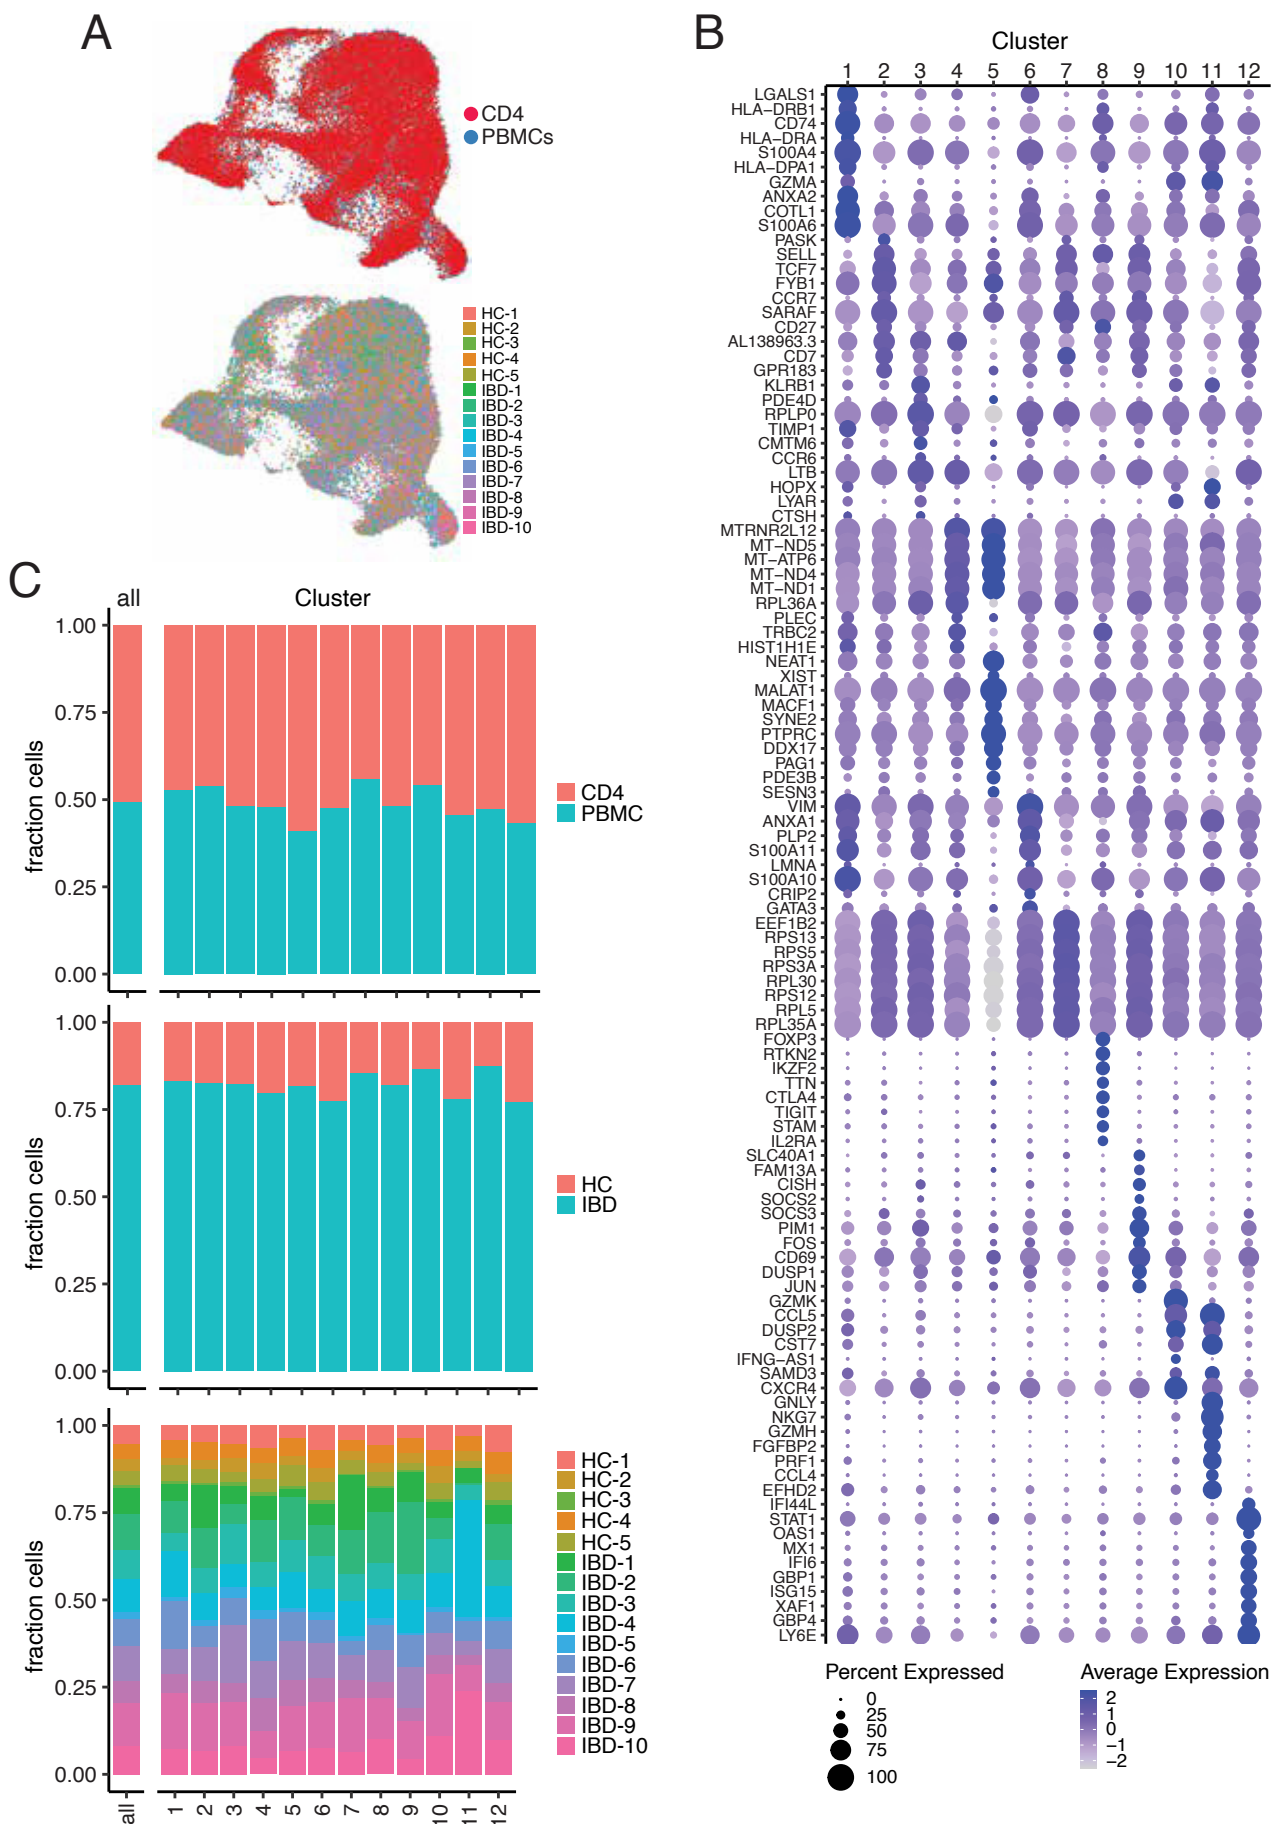 A
CD4
PBMCs
HC-1
HC-2
HC-3
HC-4
HC-5
IBD-1
IBD-2
IBD-3
IBD-4
IBD-5
IBD-6
IBD-7
IBD-8
IBD-9
IBD-10
B
Cluster
1 2 3 4 5 6 7 8 9 10 11 12
LGALS1
HLA−DRB1
CD74
HLA−DRA
S100A4
HLA−DPA1
GZMA
ANXA2
COTL1
S100A6
PASK
SELL
TCF7
FYB1
CCR7
SARAF
CD27
AL138963.3
CD7
GPR183
KLRB1
PDE4D
RPLP0
TIMP1
CMTM6
CCR6
LTB
HOPX
LYAR
CTSH
MTRNR2L12
MT−ND5
MT−ATP6
MT−ND4
MT−ND1
RPL36A
PLEC
TRBC2
HIST1H1E
NEAT1
XIST
MALAT1
MACF1
SYNE2
PTPRC
DDX17
PAG1
PDE3B
SESN3
VIM
ANXA1
PLP2
S100A11
LMNA
S100A10
CRIP2
GATA3
EEF1B2
RPS13
RPS5
RPS3A
RPL30
RPS12
RPL5
RPL35A
FOXP3
RTKN2
IKZF2
TTN
CTLA4
TIGIT
STAM
IL2RA
SLC40A1
FAM13A
CISH
SOCS2
SOCS3
PIM1
FOS
CD69
DUSP1
JUN
GZMK
CCL5
DUSP2
CST7
IFNG−AS1
SAMD3
CXCR4
GNLY
NKG7
GZMH
FGFBP2
PRF1
CCL4
EFHD2
IFI44L
STAT1
OAS1
MX1
IFI6
GBP1
ISG15
XAF1
GBP4
LY6E
Percent Expressed
0
25
50
75
100
Average Expression
2
1
0
−1
−2
C
all
Cluster
fraction cells
1.00
0.75
0.50
0.25
0.00
CD4
PBMC
fraction cells
1.00
0.75
0.50
0.25
0.00
HC
IBD
fraction cells
1.00
0.75
0.50
0.25
0.00
HC-1
HC-2
HC-3
HC-4
HC-5
IBD-1
IBD-2
IBD-3
IBD-4
IBD-5
IBD-6
IBD-7
IBD-8
IBD-9
IBD-10
all 1 2 3 4 5 6 7 8 9 10 11 12